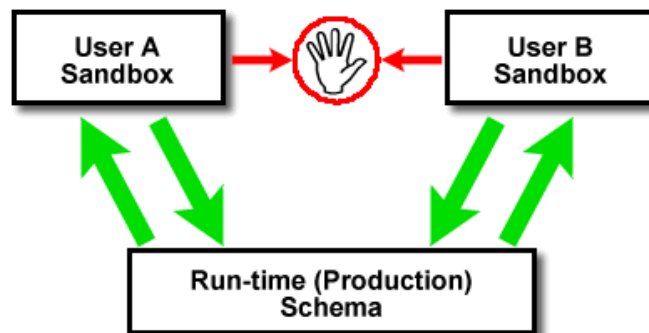 User A
Sandbox
User B
Sandbox
Run-time (Production)
Schema